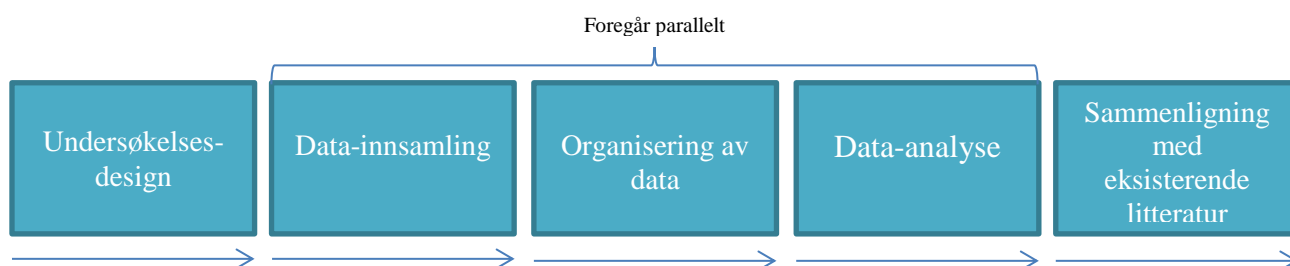 Foregår parallelt
Undersøkelses-
design
Data-innsamling
Organisering av
data
Data-analyse
Sammenligning
med
eksisterende
litteratur